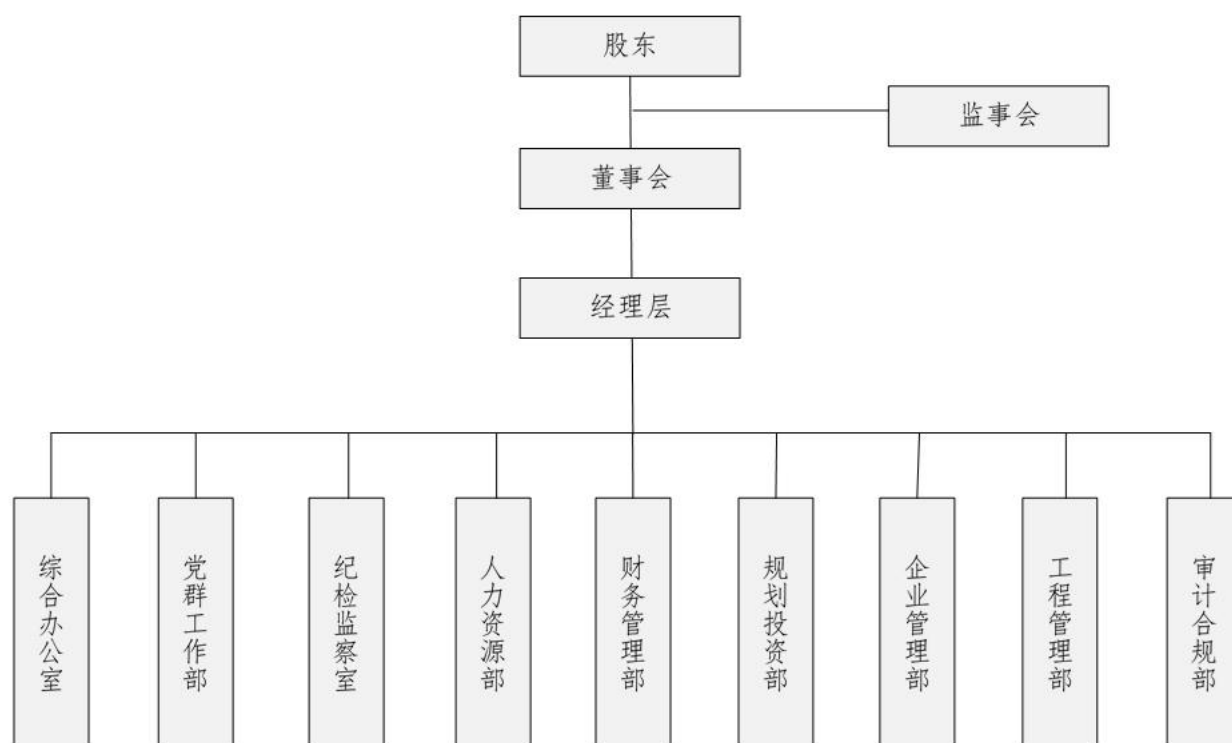 股东
监事会
董事会
经理层
综合办公室
党群工作部
纪检监察室
人力资源部
财务管理部
规划投资部
企业管理部
工程管理部
审计合规部